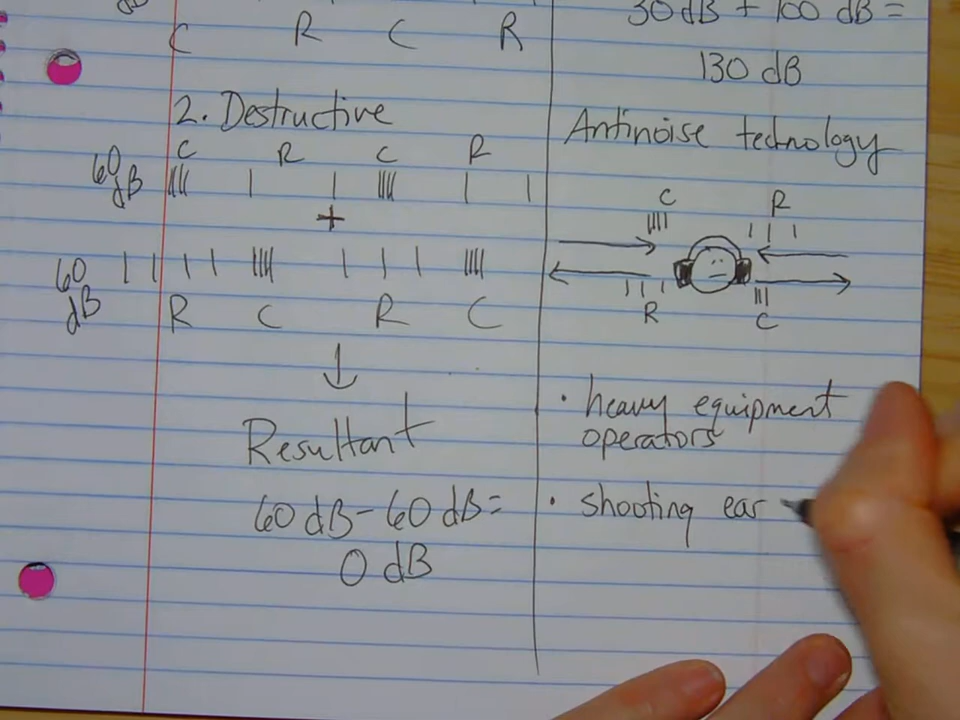 C R C R
2. Destructive
C R C R
60
dB
+
60
dB
R C R C
Resultant
60 dB - 60 dB =
0 dB
30 dB + 100 dB =
130 dB
Antinoise technology
C R
R C
• heavy equipment
operators
• shooting ear